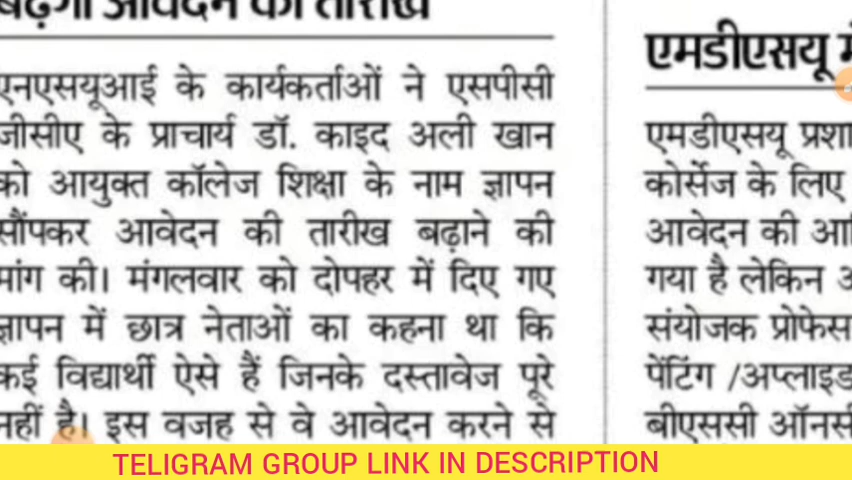 आवेदन की तारीख
एनएसयूआई के कार्यकर्ताओं ने एसपीसी
जीसीए के प्राचार्य डॉ. काइद अली खान
को आयुक्त कॉलेज शिक्षा के नाम ज्ञापन
सौंपकर आवेदन की तारीख बढ़ाने की
मांग की। मंगलवार को दोपहर में दिए गए
ज्ञापन में छात्र नेताओं का कहना था कि
कई विद्यार्थी ऐसे हैं जिनके दस्तावेज पूरे
नहीं है। इस वजह से वे आवेदन करने से
एमडीएसयू
एमडीएसयू
कोर्सेज के लिए
आवेदन की
गया है लेकिन
संयोजक
पेंटिंग /अप्लाइड
बीएससी
TELIGRAM GROUP LINK IN DESCRIPTION